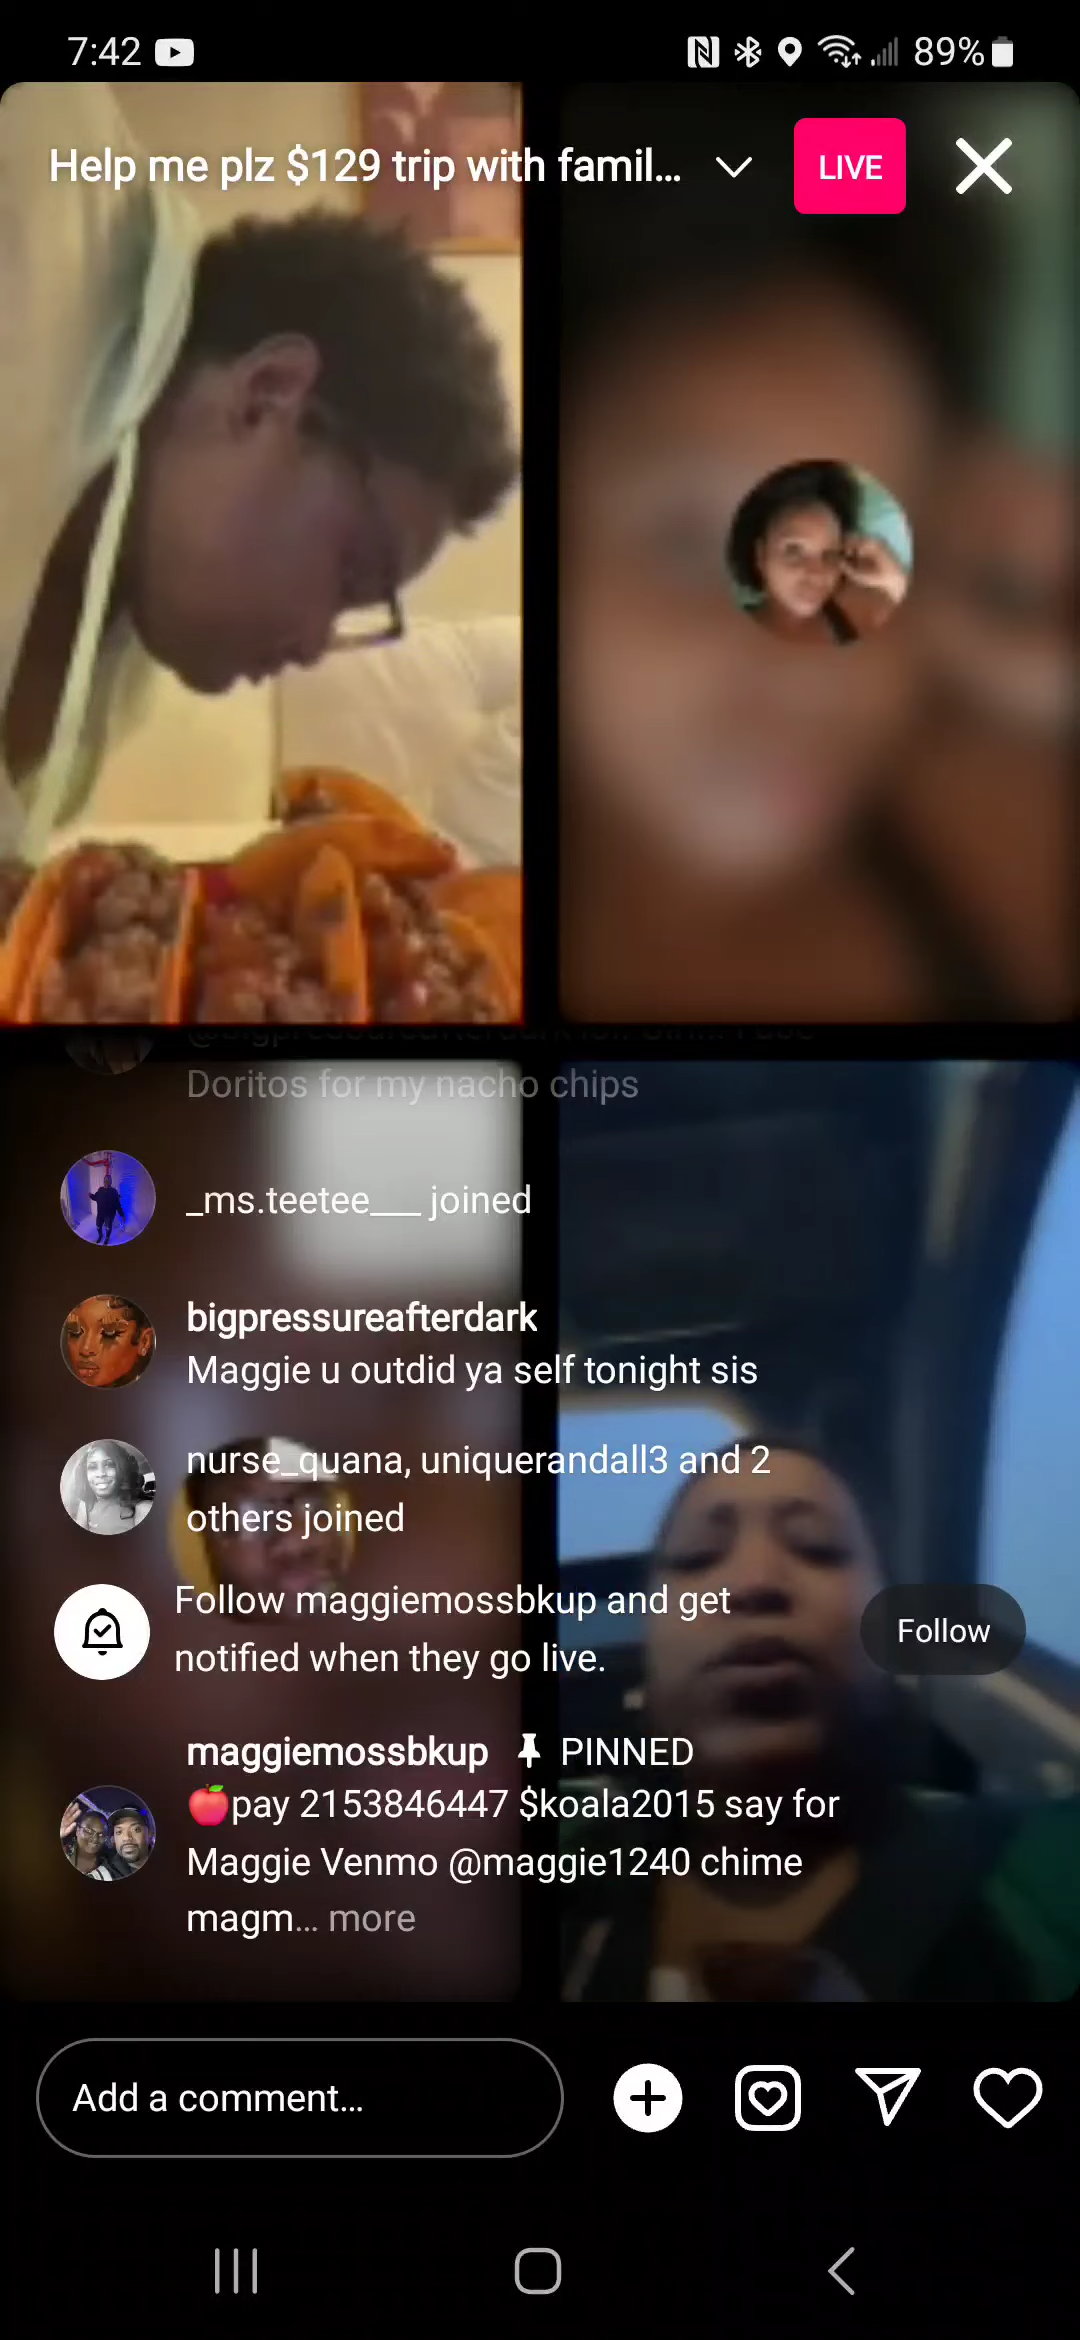 7:42
89%
Help me plz $129 trip with famil...
LIVE
Doritos for my nacho chips
_ms.teetee___ joined
bigpressureafterdark
Maggie u outdid ya self tonight sis
nurse_quana, uniquerandall3 and 2
others joined
Follow maggiemossbkup and get
notified when they go live.
Follow
maggiemossbkup PINNED
🍎pay 2153846447 $koala2015 say for
Maggie Venmo @maggie1240 chime
magm... more
Add a comment...